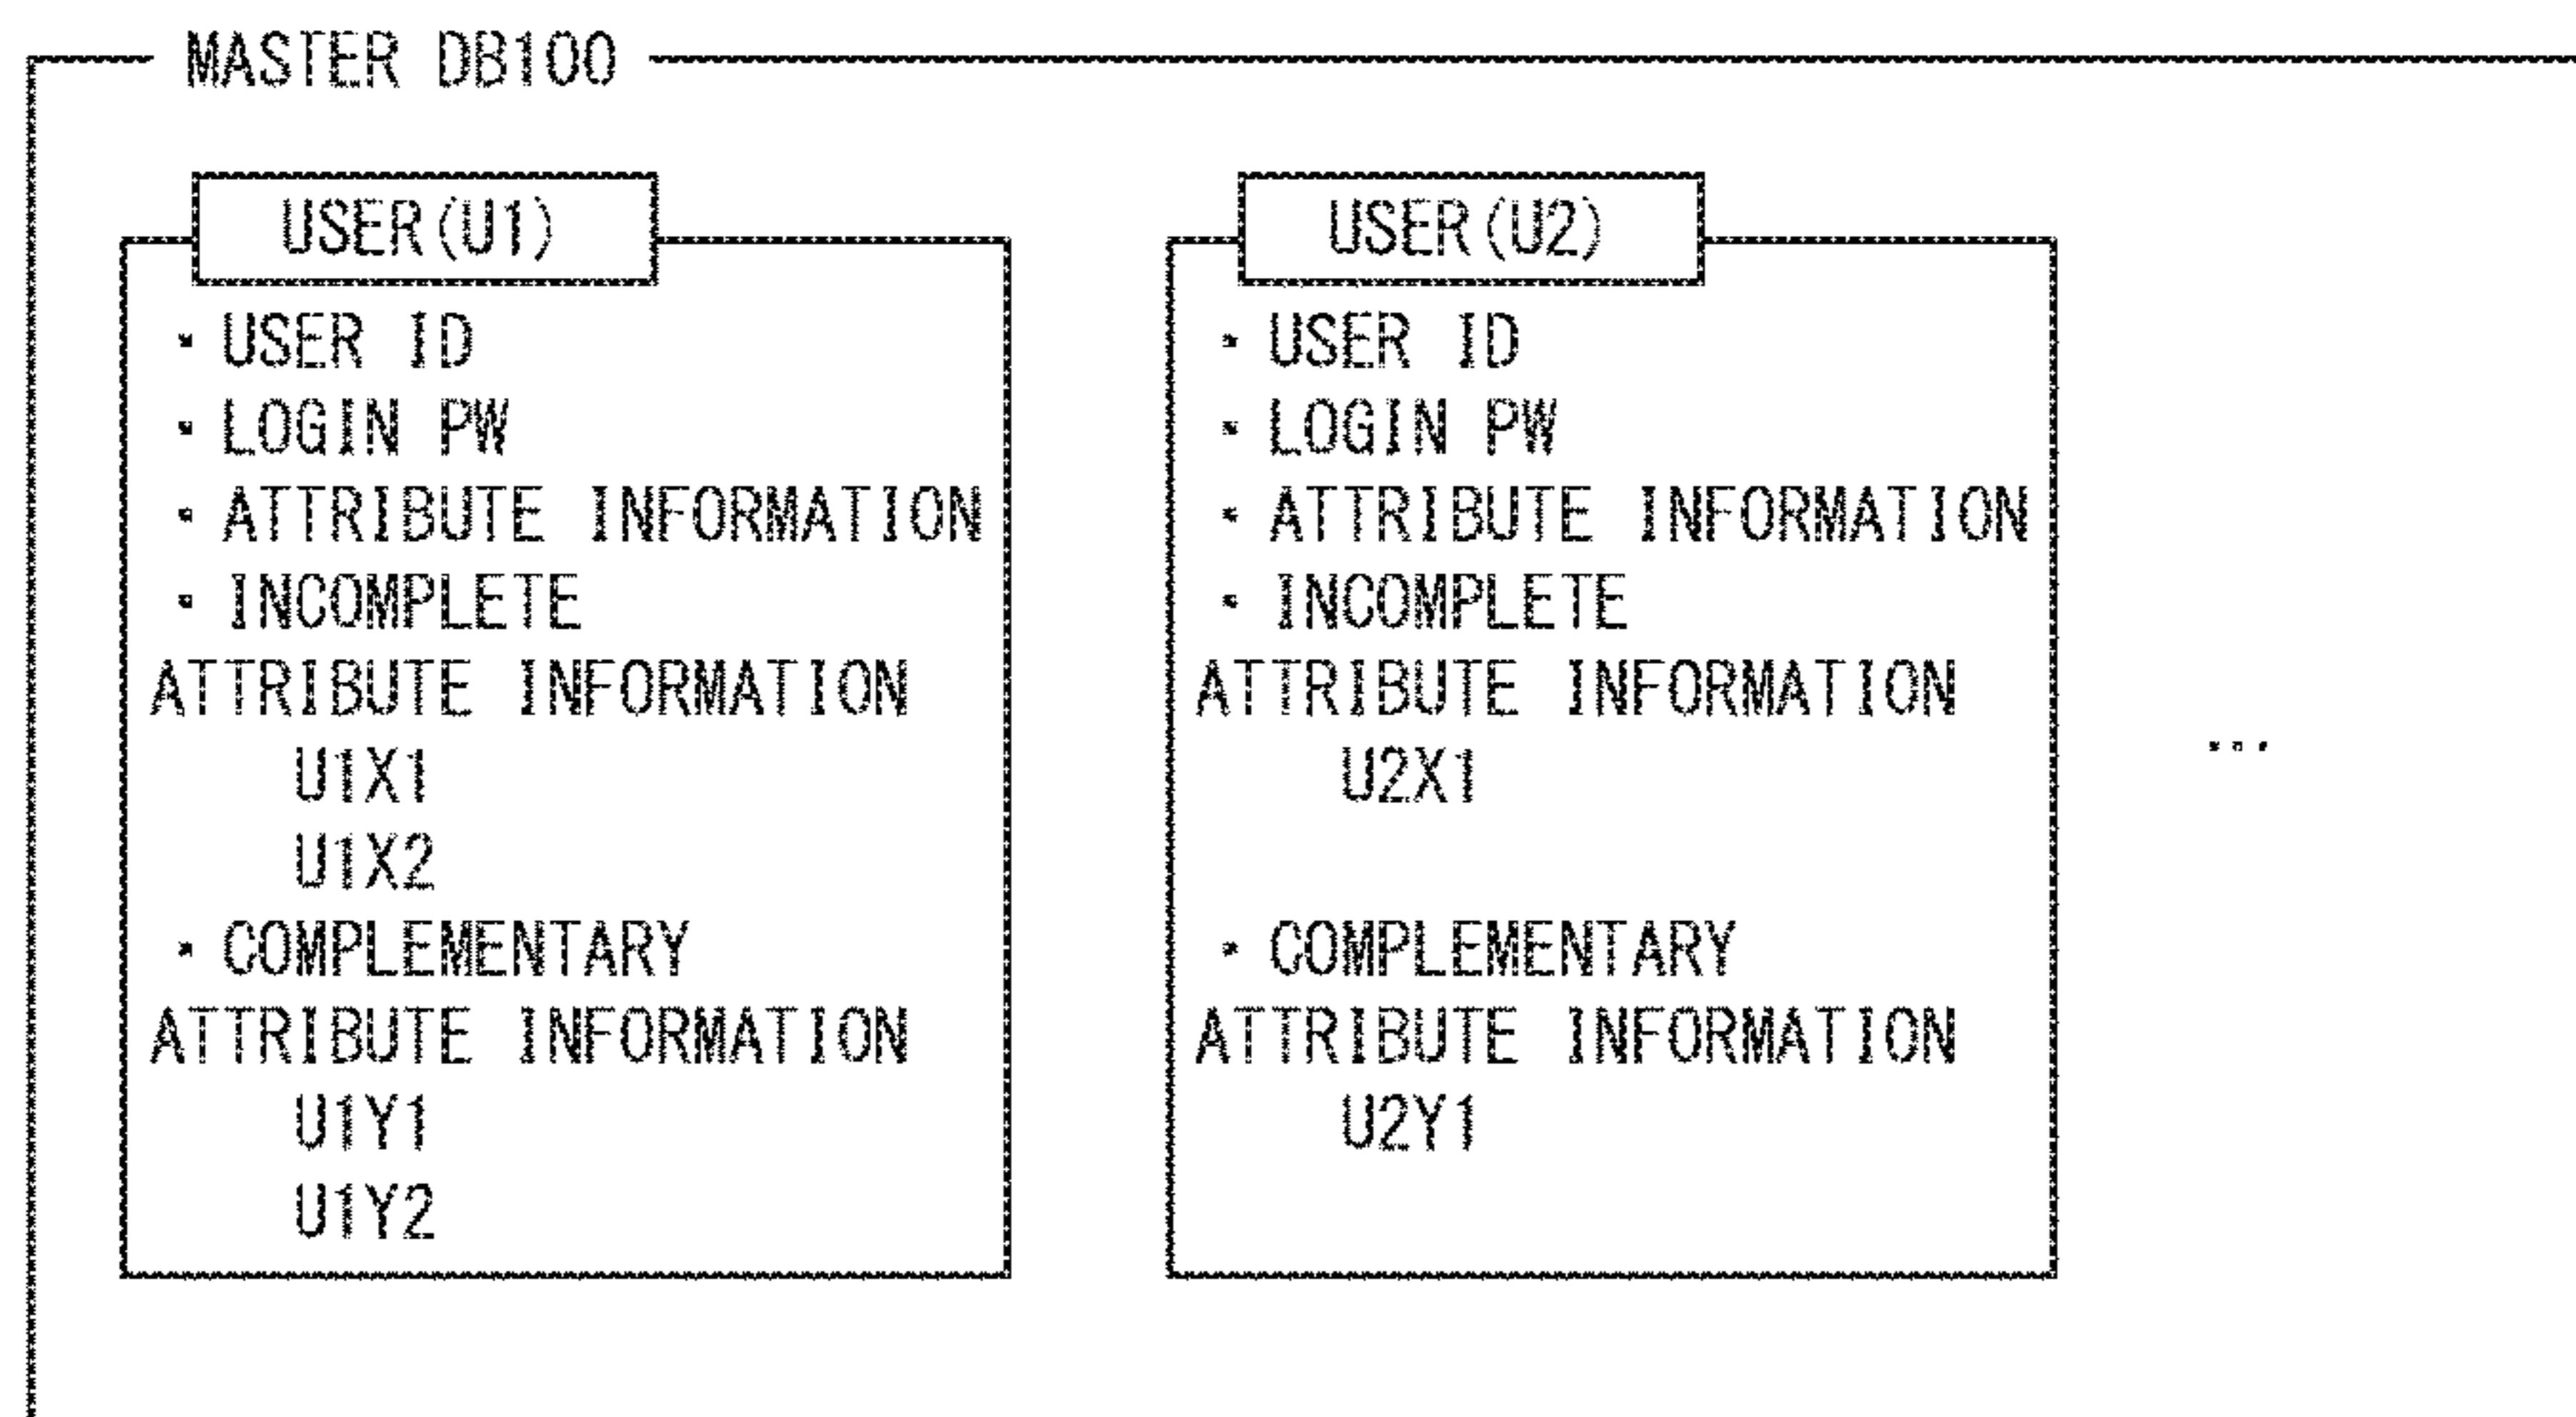 MASTER DB100
USER(U1)
・USER ID
・LOGIN PW
・ATTRIBUTE INFORMATION
・INCOMPLETE
ATTRIBUTE INFORMATION
U1X1
U1X2
・COMPLEMENTARY
ATTRIBUTE INFORMATION
U1Y1
U1Y2
USER(U2)
・USER ID
・LOGIN PW
・ATTRIBUTE INFORMATION
・INCOMPLETE
ATTRIBUTE INFORMATION
U2X1
・COMPLEMENTARY
ATTRIBUTE INFORMATION
U2Y1
...